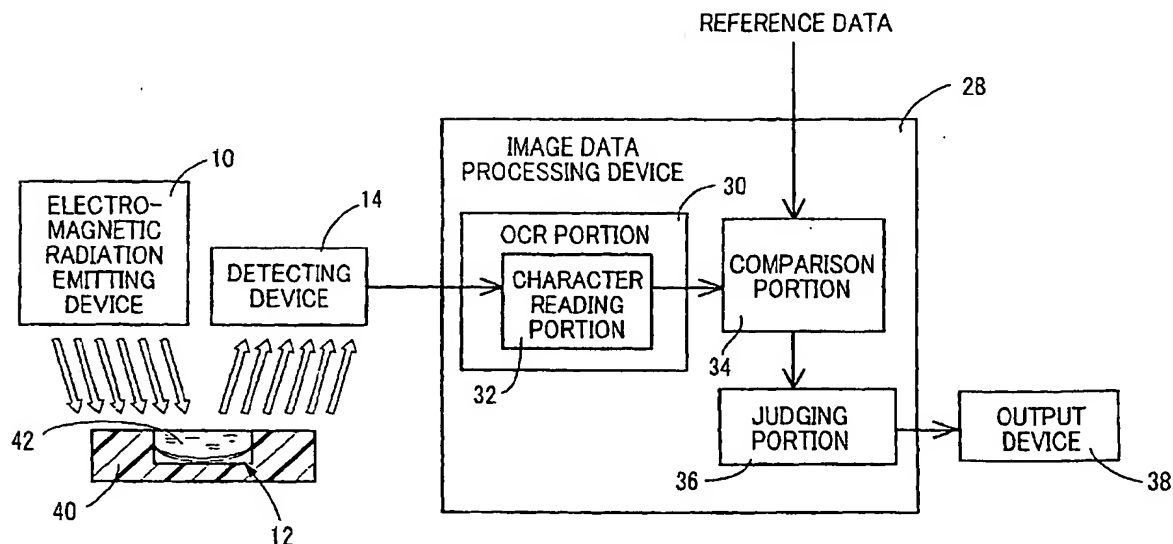 REFERENCE DATA
28
IMAGE DATA
PROCESSING DEVICE
10
ELECTRO-
MAGNETIC
RADIATION
EMITTING
DEVICE
14
DETECTING
DEVICE
30
OCR PORTION
CHARACTER
READING
PORTION
32
COMPARISON
PORTION
34
JUDGING
PORTION
36
OUTPUT
DEVICE
38
42
40
12